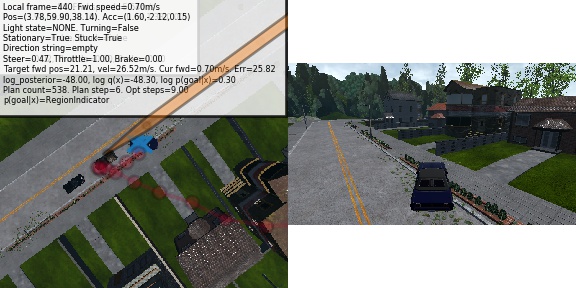 Local frame=440. Fwd speed=0.70m/s
Pos=(3.78,59.90,38.14). Acc=(1.60,-2.12,0.15)
Light state=NONE. Turning=False
Stationary=True. Stuck=True
Direction string=empty
Steer=0.47, Throttle=1.00, Brake=0.00
Target fwd pos=21.21, vel=26.52m/s. Cur fwd=0.70m/s. Err=25.82
log_posterior=-48.00, log q(x)=-48.30, log p(goal|x)=0.30
Plan count=538. Plan step=6. Opt steps=9.00
p(goal|x)=RegionIndicator